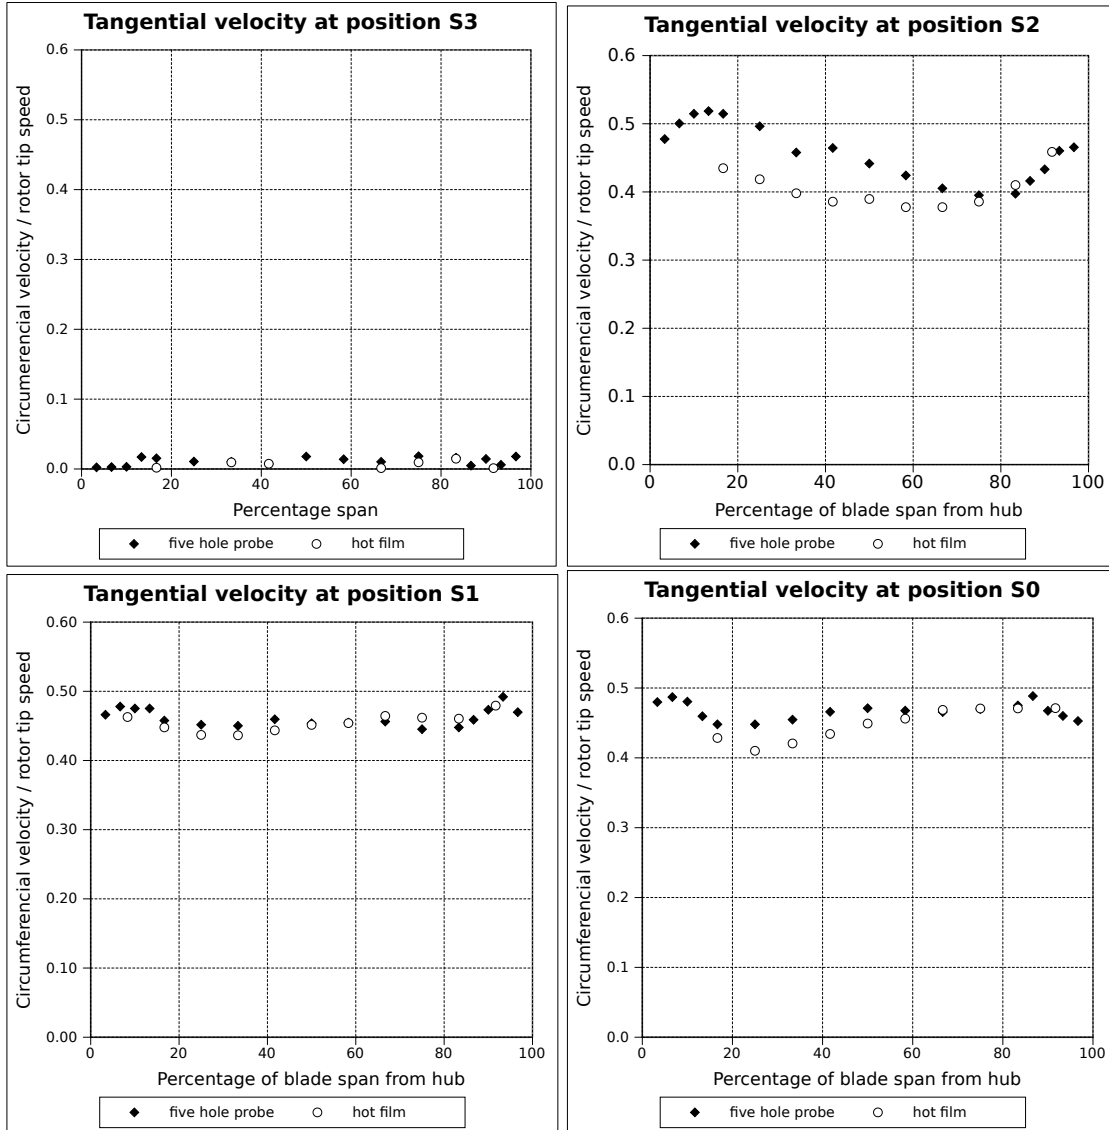 Tangential velocity at position S3
Circumerencial velocity / rotor tip speed
0.6
0.5
0.4
0.3
0.2
0.1
0.0
0 20 40 60 80 100
Percentage span
five hole probe hot film
Tangential velocity at position S2
Circumerencial velocity / rotor tip speed
0.6
0.5
0.4
0.3
0.2
0.1
0.0
0 20 40 60 80 100
Percentage of blade span from hub
five hole probe hot film
Tangential velocity at position S1
Circumferencial velocity / rotor tip speed
0.60
0.50
0.40
0.30
0.20
0.10
0.00
0 20 40 60 80 100
Percentage of blade span from hub
five hole probe hot film
Tangential velocity at position S0
Circumferencial velocity / rotor tip speed
0.6
0.5
0.4
0.3
0.2
0.1
0.0
0 20 40 60 80 100
Percentage of blade span from hub
five hole probe hot film